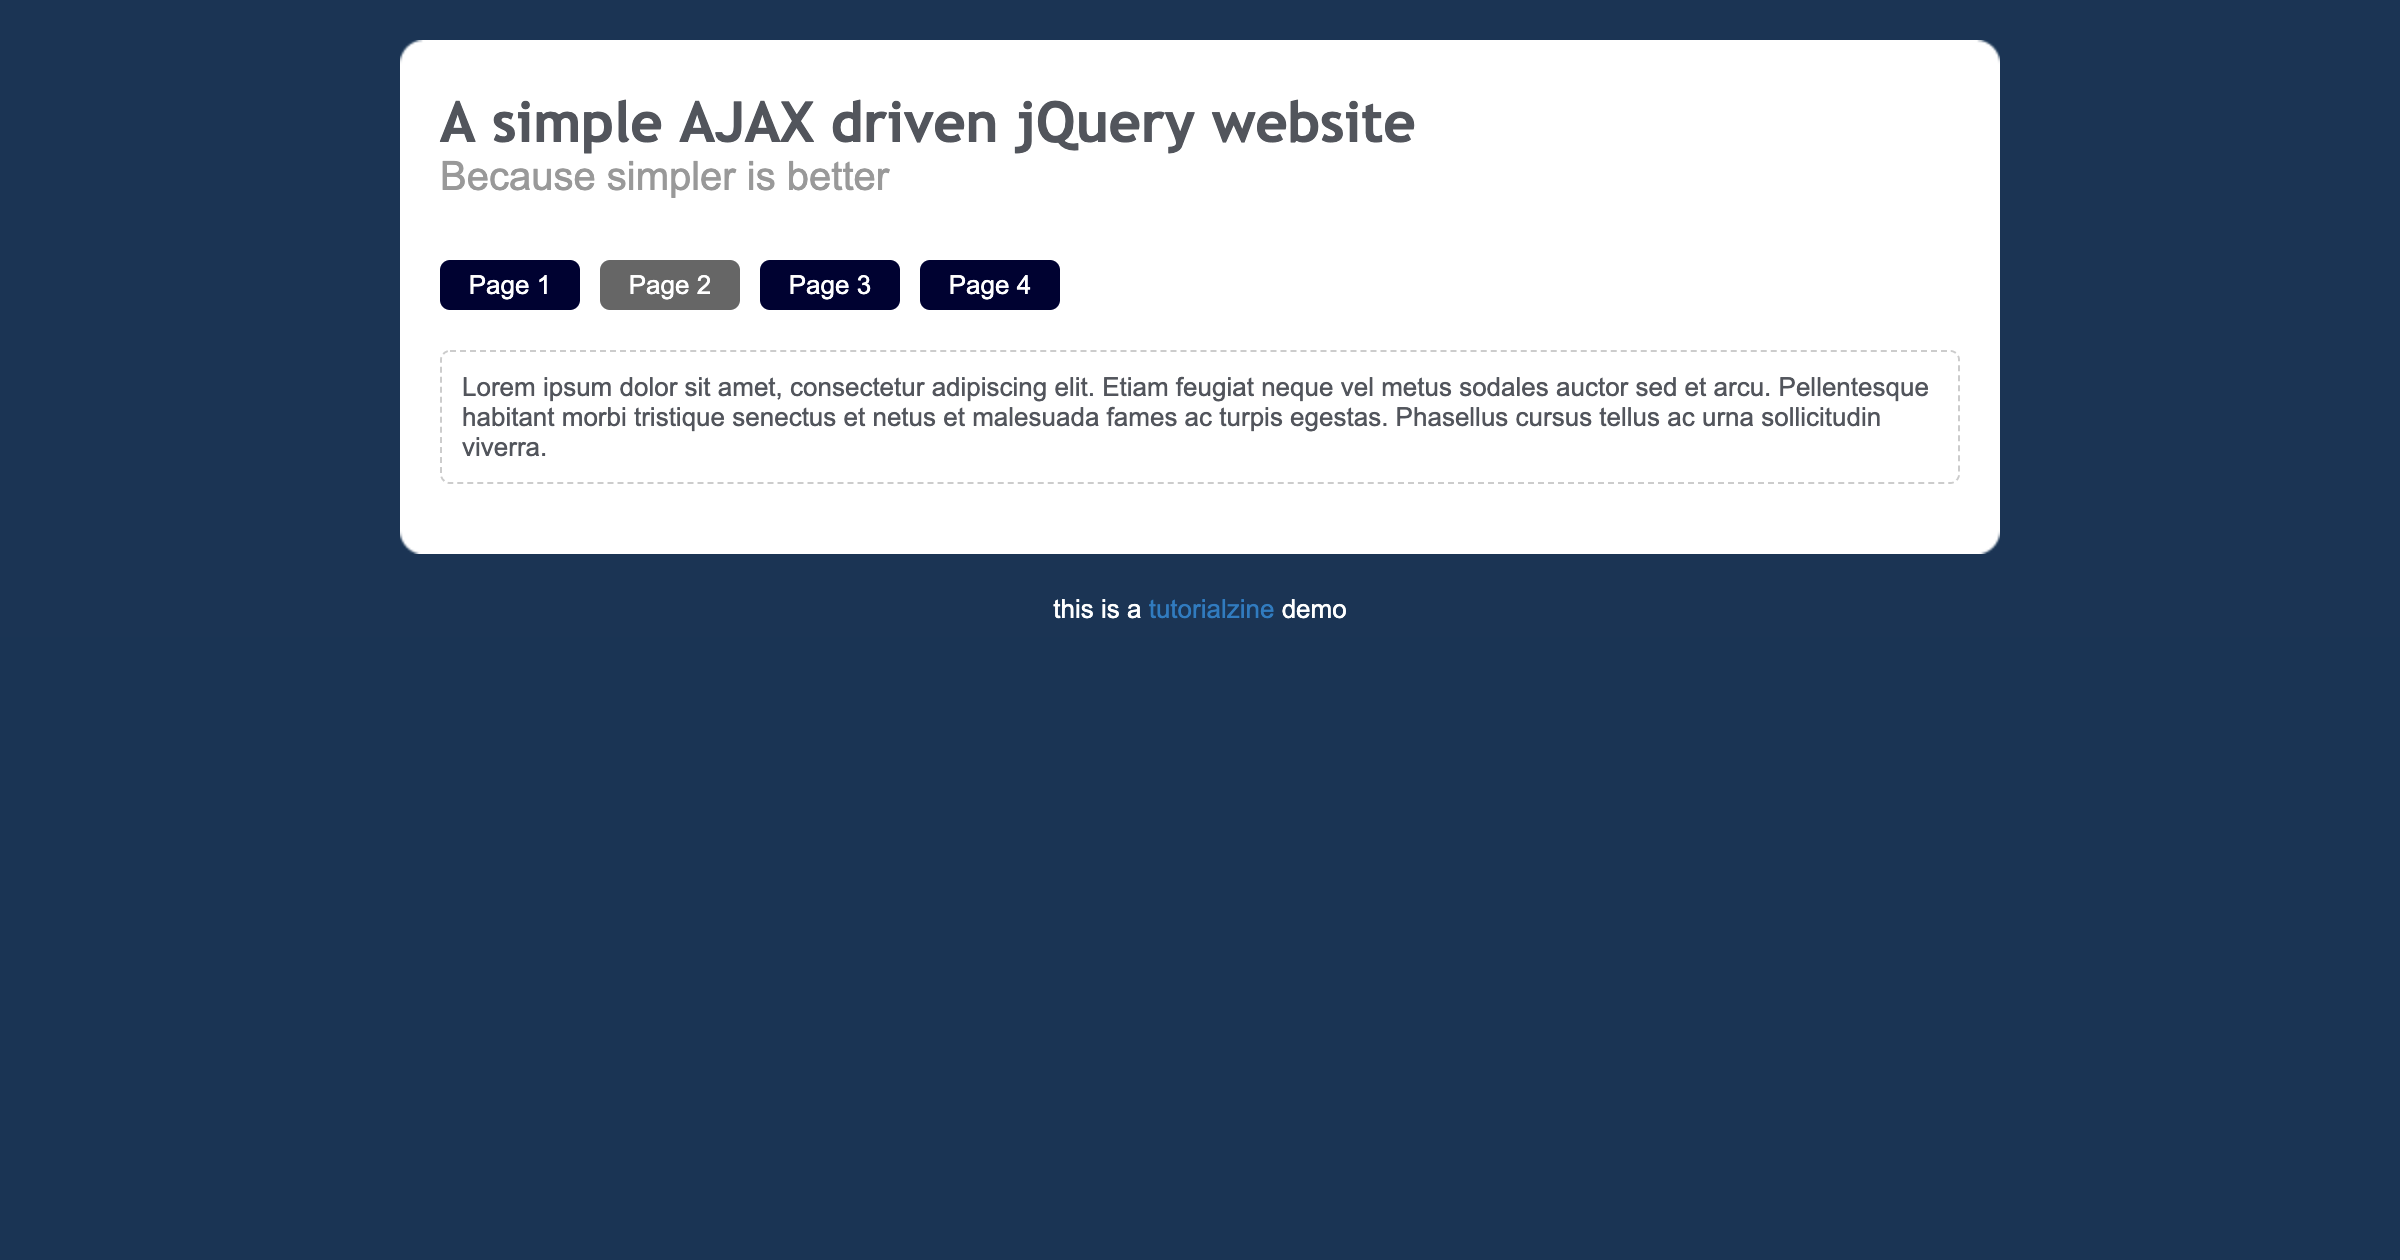 A simple AJAX driven jQuery website
Because simpler is better
Page 1 Page 2 Page 3 Page 4
Lorem ipsum dolor sit amet, consectetur adipiscing elit. Etiam feugiat neque vel metus sodales auctor sed et arcu. Pellentesque
habitant morbi tristique senectus et netus et malesuada fames ac turpis egestas. Phasellus cursus tellus ac urna sollicitudin
viverra.
this is a tutorialzine demo